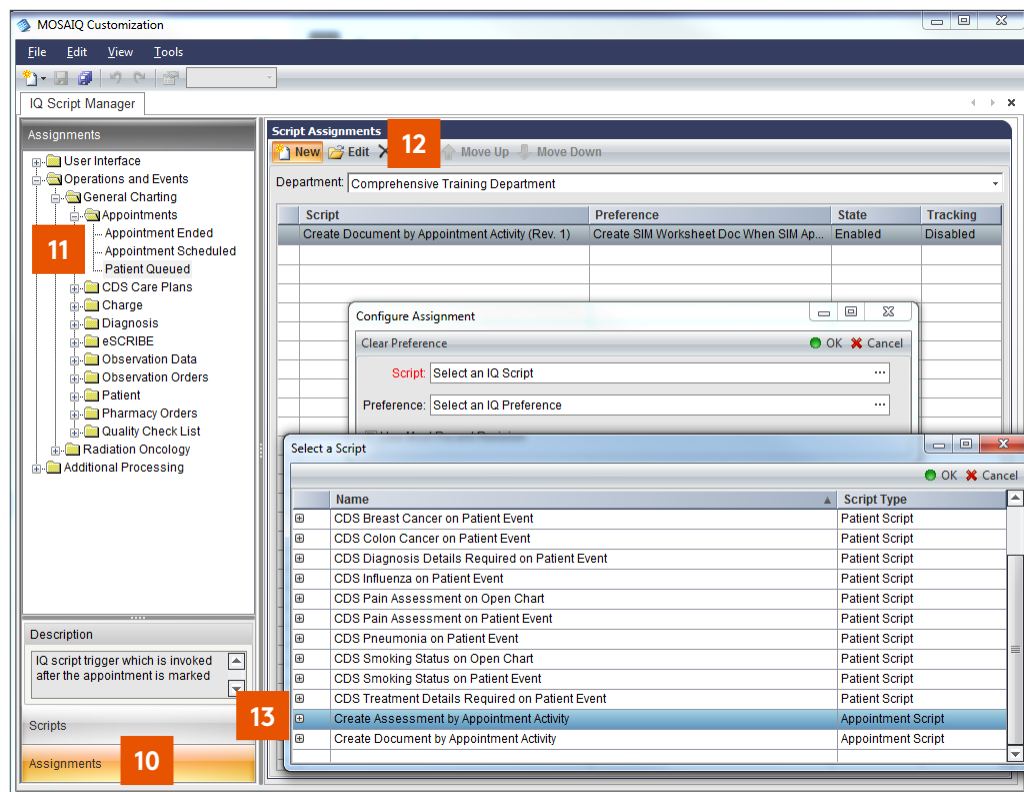 MOSAIQ Customization
File Edit View Tools
IQ Script Manager
Assignments
User Interface
Operations and Events
General Charting
Appointments
Appointment Ended
Appointment Scheduled
Patient Queued
CDS Care Plans
Charge
Diagnosis
eSCRIBE
Observation Data
Observation Orders
Patient
Pharmacy Orders
Quality Check List
Radiation Oncology
Additional Processing
11
Description
IQ script trigger which is invoked
after the appointment is marked
Scripts
Assignments
10
Script Assignments
12
New Edit Move Up Move Down
Department: Comprehensive Training Department
Script Preference State Tracking
Create Document by Appointment Activity (Rev. 1) Create SIM Worksheet Doc When SIM Ap... Enabled Disabled
Configure Assignment
Clear Preference OK Cancel
Script: Select an IQ Script ...
Preference: Select an IQ Preference ...
Select a Script
OK Cancel
Name Script Type
CDS Breast Cancer on Patient Event Patient Script
CDS Colon Cancer on Patient Event Patient Script
CDS Diagnosis Details Required on Patient Event Patient Script
CDS Influenza on Patient Event Patient Script
CDS Pain Assessment on Open Chart Patient Script
CDS Pain Assessment on Patient Event Patient Script
CDS Pneumonia on Patient Event Patient Script
CDS Smoking Status on Open Chart Patient Script
CDS Smoking Status on Patient Event Patient Script
CDS Treatment Details Required on Patient Event Patient Script
13
Create Assessment by Appointment Activity Appointment Script
Create Document by Appointment Activity Appointment Script